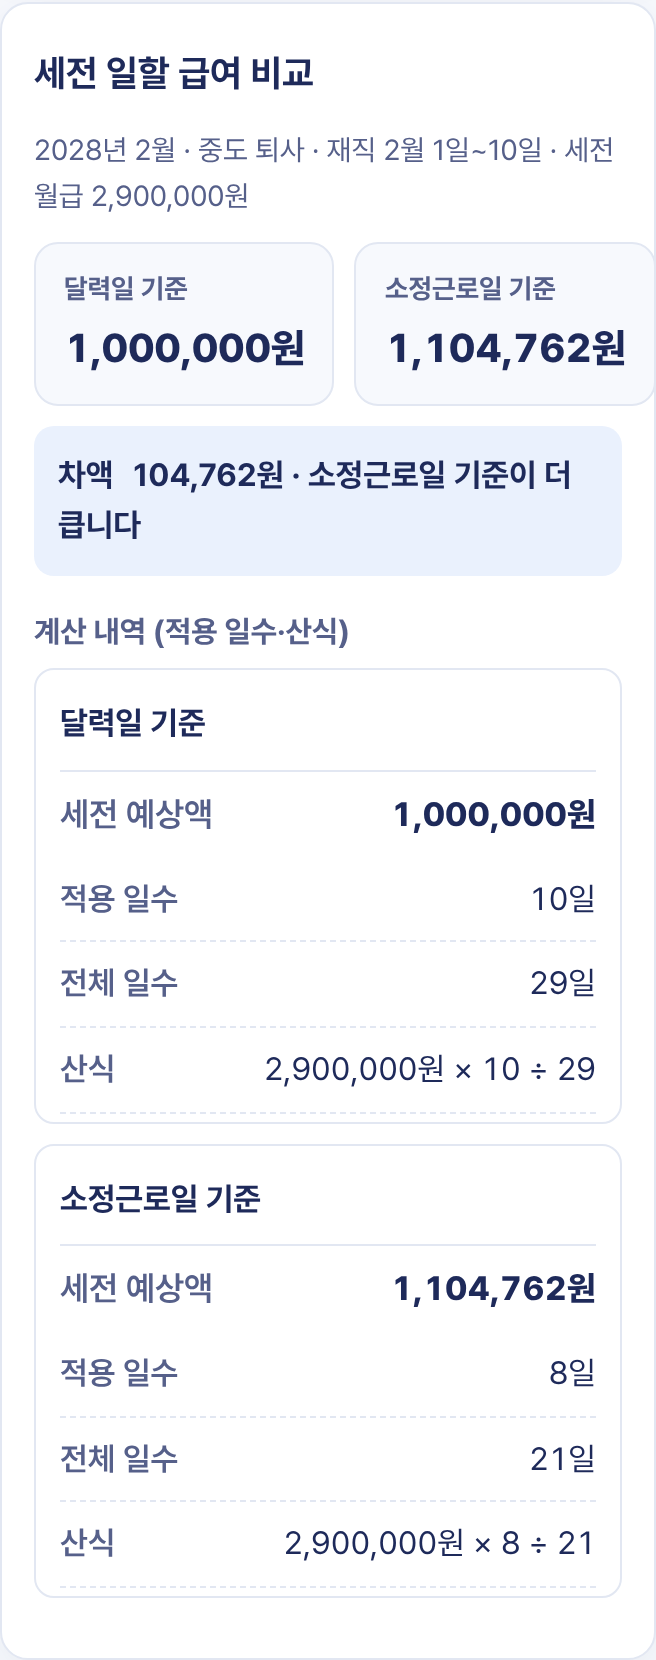 세전 일할 급여 비교
2028년 2월 · 중도 퇴사 · 재직 2월 1일~10일 · 세전
월급 2,900,000원
달력일 기준
1,000,000원
소정근로일 기준
1,104,762원
차액 104,762원 · 소정근로일 기준이 더
큽니다
계산 내역 (적용 일수·산식)
달력일 기준
세전 예상액 1,000,000원
적용 일수 10일
전체 일수 29일
산식 2,900,000원 × 10 ÷ 29
소정근로일 기준
세전 예상액 1,104,762원
적용 일수 8일
전체 일수 21일
산식 2,900,000원 × 8 ÷ 21